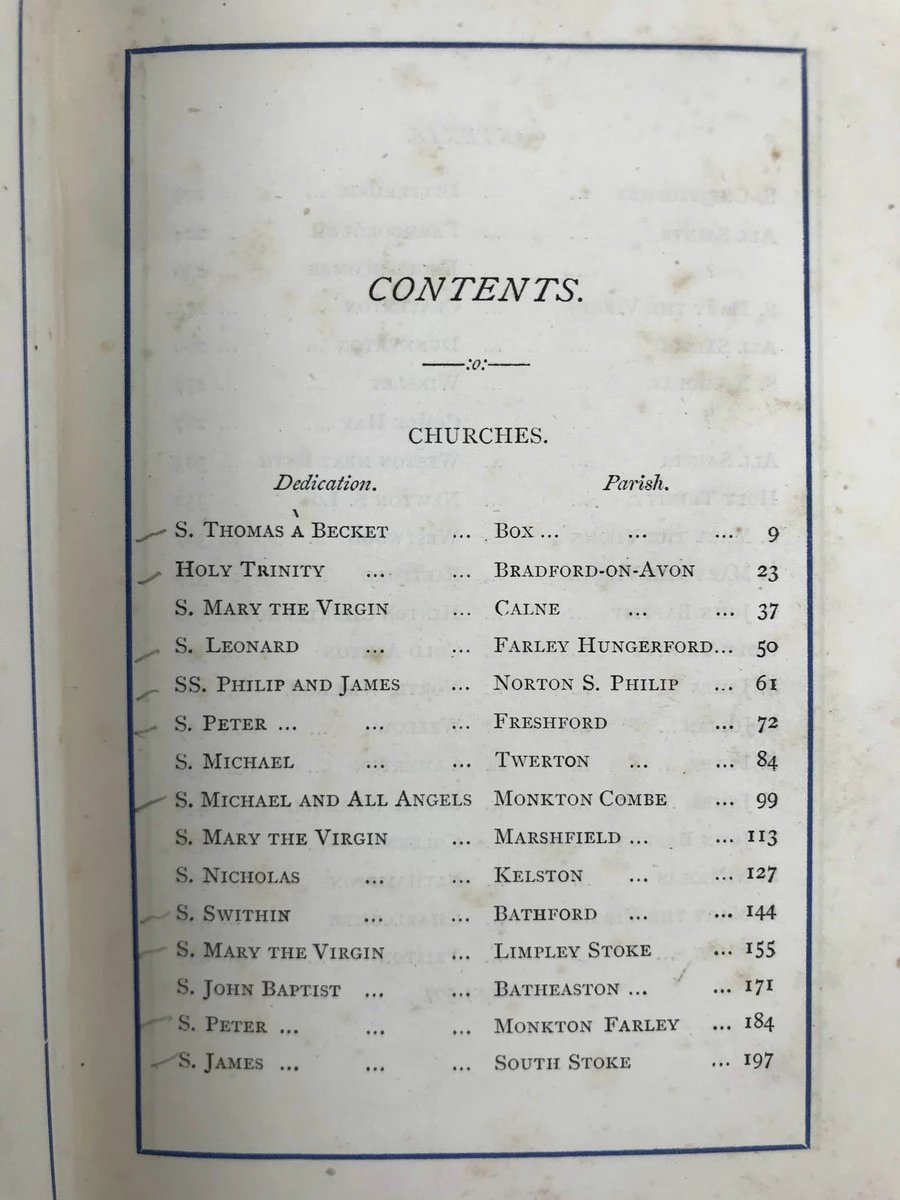 CONTENTS.
——:o:——
CHURCHES.
Dedication. Parish.
S. Thomas à Becket ... Box ... ... ... 9
Holy Trinity ... ... Bradford-on-Avon 23
S. Mary the Virgin ... Calne ... ... 37
S. Leonard ... ... Farley Hungerford... 50
SS. Philip and James ... Norton S. Philip ... 61
S. Peter ... ... ... Freshford ... 72
S. Michael ... ... Twerton ... ... 84
S. Michael and All Angels Monkton Combe ... 99
S. Mary the Virgin ... Marshfield ... ... 113
S. Nicholas ... ... Kelston ... ... 127
S. Swithin ... ... Bathford ... ... 144
S. Mary the Virgin ... Limpley Stoke ... 155
S. John Baptist ... ... Batheaston ... ... 171
S. Peter ... ... ... Monkton Farley ... 184
S. James ... ... ... South Stoke ... 197